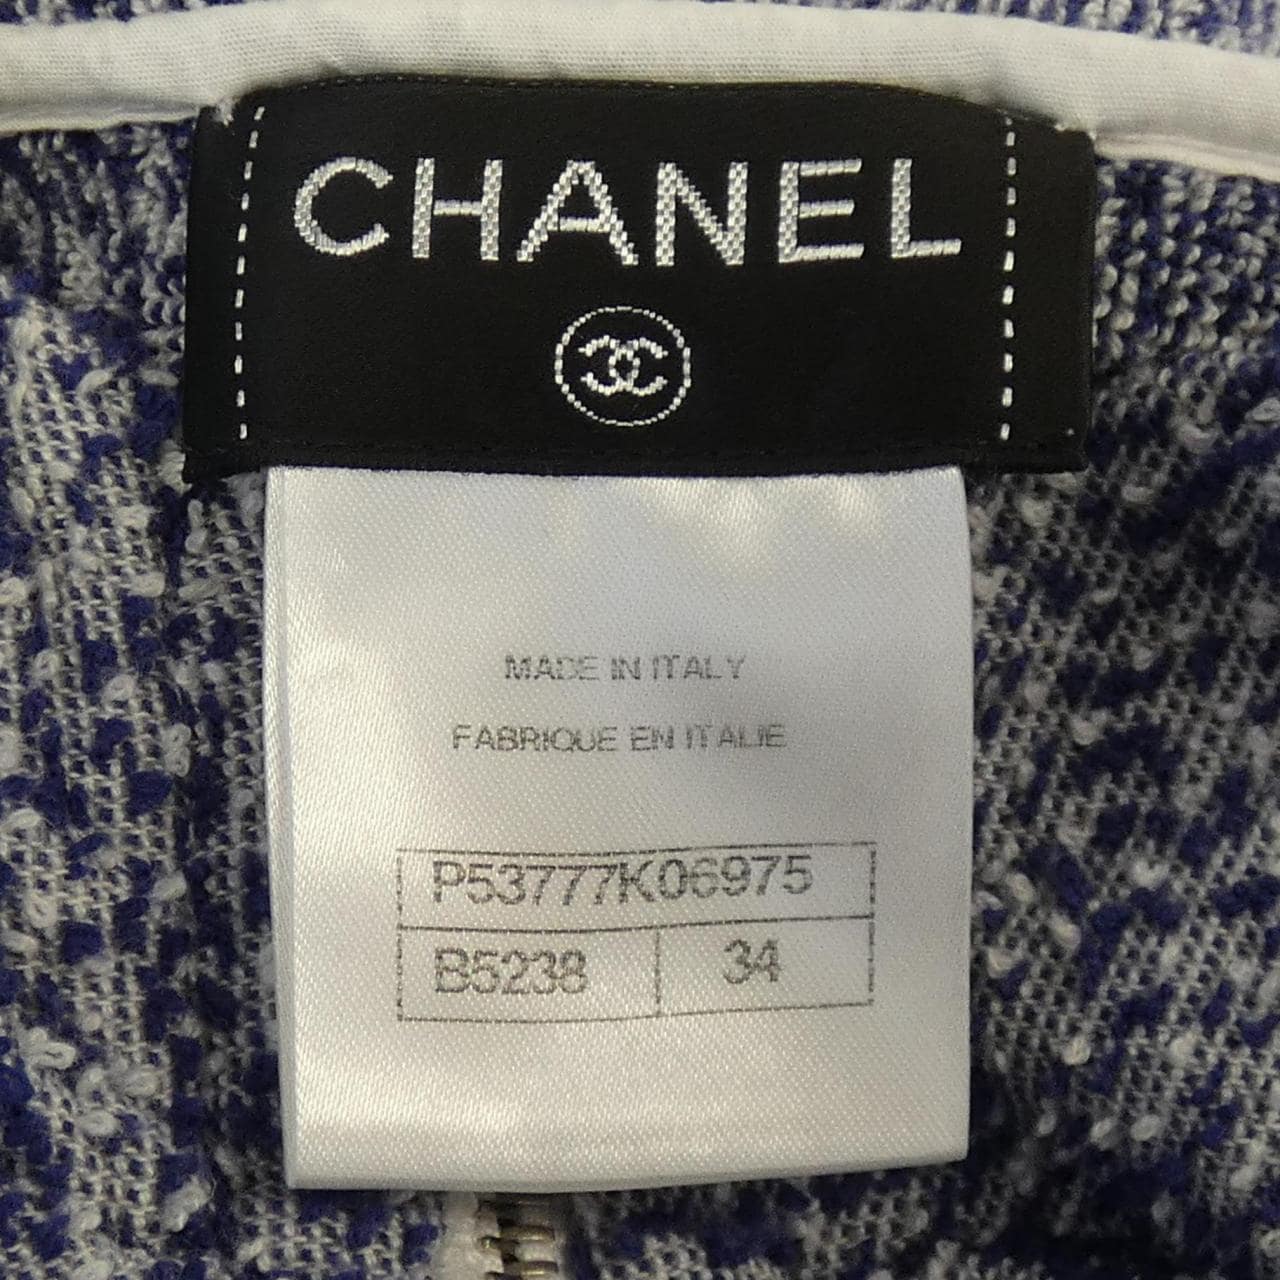 CHANEL
MADE IN ITALY
FABRIQUE EN ITALIE
P53777K06975
B5238 34